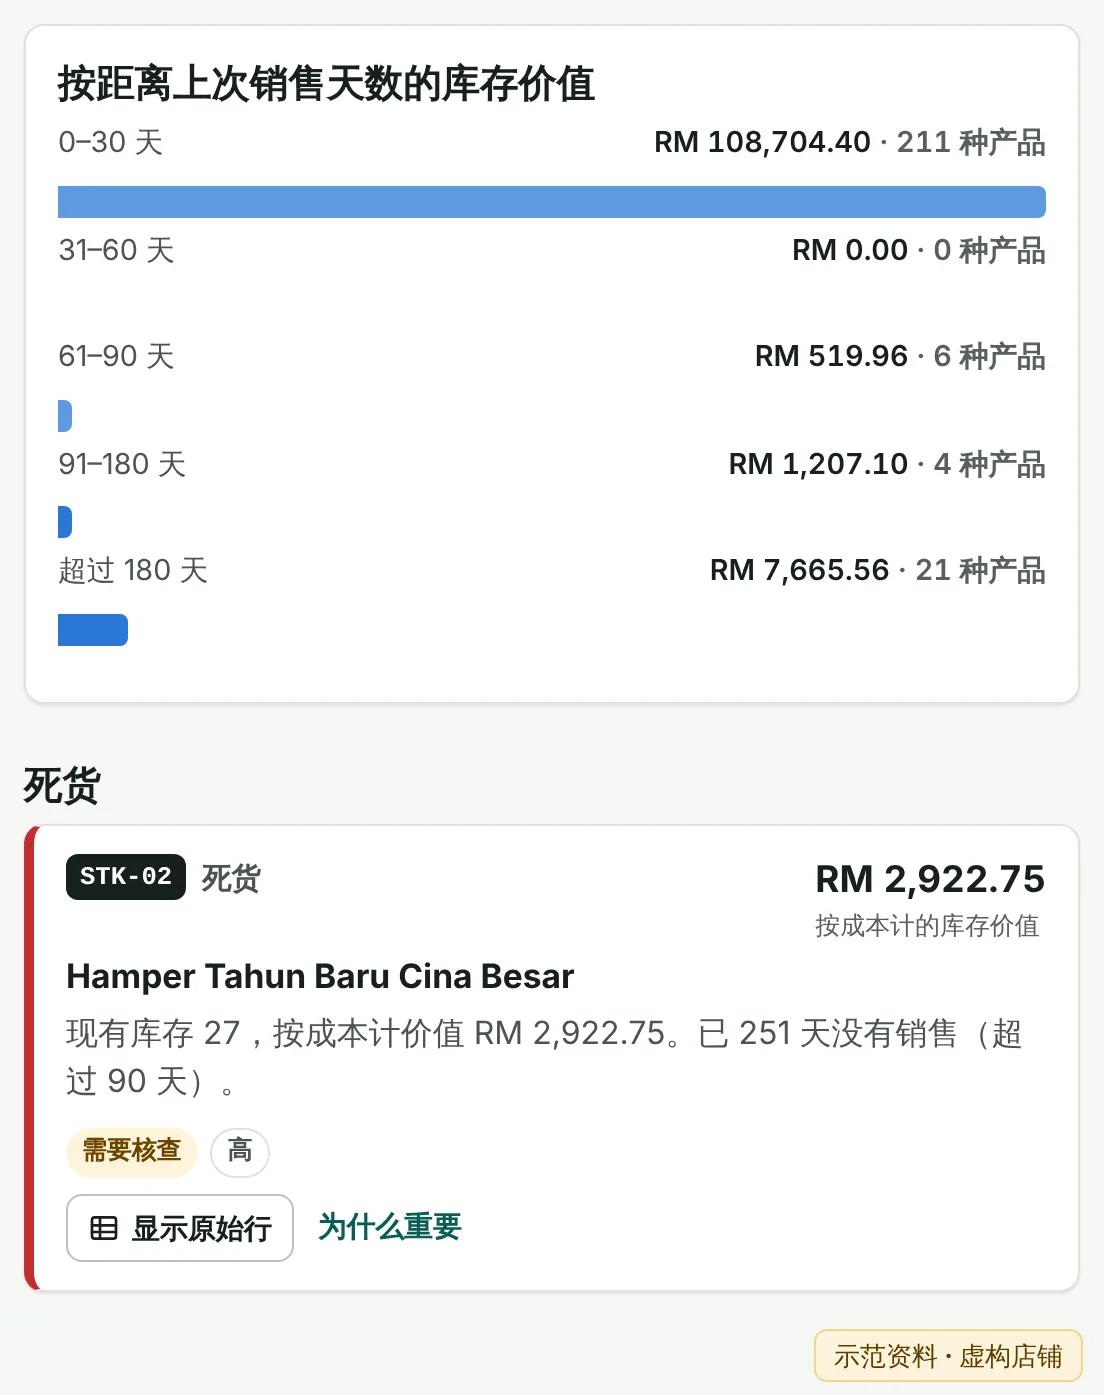 按距离上次销售天数的库存价值
0–30 天
RM 108,704.40 · 211 种产品
31–60 天
RM 0.00 · 0 种产品
61–90 天
RM 519.96 · 6 种产品
91–180 天
RM 1,207.10 · 4 种产品
超过 180 天
RM 7,665.56 · 21 种产品
死货
STK-02 死货
RM 2,922.75
按成本计的库存价值
Hamper Tahun Baru Cina Besar
现有库存 27，按成本计价值 RM 2,922.75。已 251 天没有销售（超
过 90 天）。
需要核查 高
显示原始行 为什么重要
示范资料 · 虚构店铺